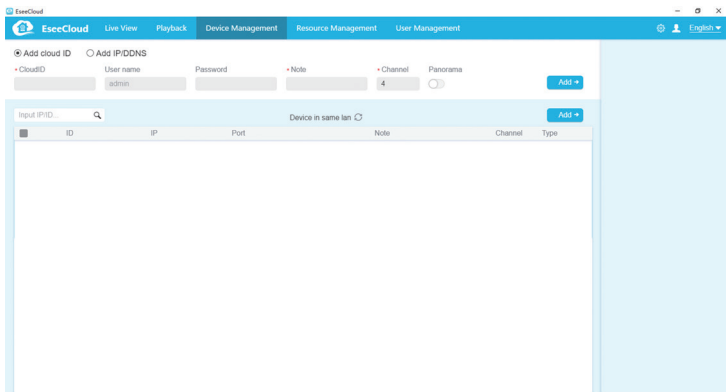 EseeCloud
EseeCloud Live View Playback Device Management Resource Management User Management English
Add cloud ID Add IP/DDNS
* CloudID User name Password * Note * Channel Panorama
admin 4 Add
Input IP/ID... Device in same lan Add
ID IP Port Note Channel Type